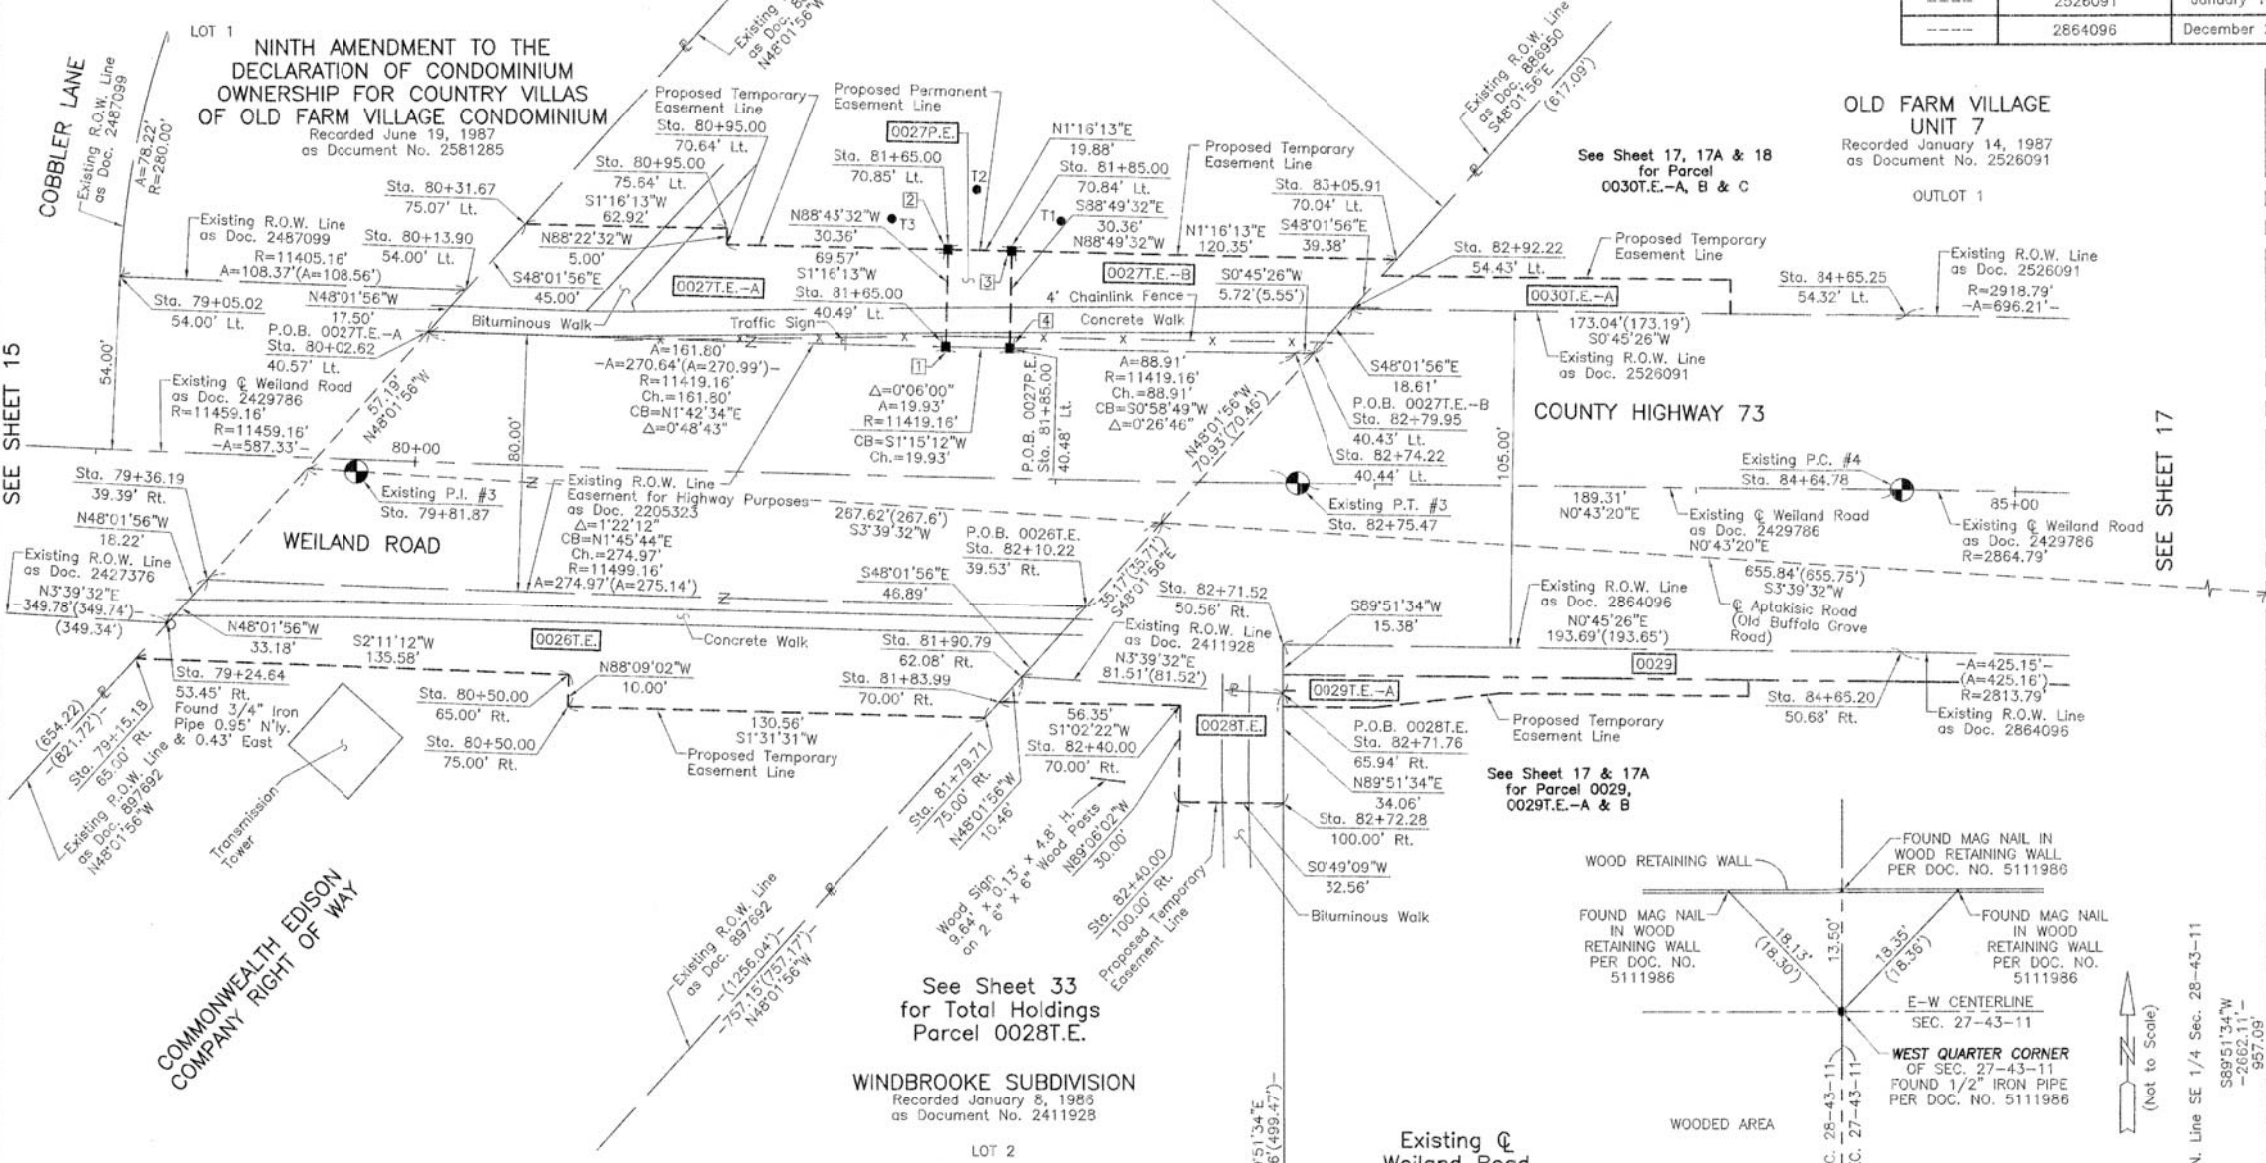 LOT 1
NINTH AMENDMENT TO THE
DECLARATION OF CONDOMINIUM
OWNERSHIP FOR COUNTRY VILLAS
OF OLD FARM VILLAGE CONDOMINIUM
Recorded June 19, 1987
as Document No. 2581285
COBBLER LANE
Existing R.O.W. Line
as Doc. 2487099
A=78.22'
R=280.00'
Existing
N48°01'56"W
Existing R.O.W. Line
as Doc. 886950
S48°01'56"E
(617.09')
2526091
January
2864096
December
OLD FARM VILLAGE
UNIT 7
Recorded January 14, 1987
as Document No. 2526091
OUTLOT 1
See Sheet 17, 17A & 18
for Parcel
0030T.E.-A, B & C
Proposed Temporary
Easement Line
Sta. 80+95.00
70.64' Lt.
Sta. 80+95.00
75.64' Lt.
S1°16'13"W
62.92'
Proposed Permanent
Easement Line
0027P.E.
Sta. 81+65.00
70.85' Lt.
2
T2
N1°16'13"E
19.88'
Sta. 81+85.00
70.84' Lt.
S88°49'32"E
30.36'
N88°49'32"W
T1
Proposed Temporary
Easement Line
Sta. 83+05.91
70.04' Lt.
N1°16'13"E
120.35'
S48°01'56"E
39.38'
Sta. 80+31.67
75.07' Lt.
Existing R.O.W. Line
as Doc. 2487099
R=11405.16'
A=108.37'(A=108.56')
Sta. 80+13.90
54.00' Lt.
N88°22'32"W
5.00'
S48°01'56"E
45.00'
N88°43'32"W
T3
30.36'
69.57'
S1°16'13"W
Sta. 81+65.00
40.49' Lt.
0027T.E.-A
3
0027T.E.-B
S0°45'26"W
5.72'(5.55')
Sta. 82+92.22
54.43' Lt.
Proposed Temporary
Easement Line
0030T.E.-A
Sta. 84+65.25
54.32' Lt.
Existing R.O.W. Line
as Doc. 2526091
R=2918.79'
-A=696.21'-
Sta. 79+05.02
54.00' Lt.
N48°01'56"W
17.50'
P.O.B. 0027T.E.-A
Sta. 80+02.62
40.57' Lt.
Bituminous Walk
Traffic Sign
4' Chainlink Fence
4
Concrete Walk
173.04'(173.19')
S0°45'26"W
Existing R.O.W. Line
as Doc. 2526091
SEE SHEET 15
54.00'
Existing ℄ Weiland Road
as Doc. 2429786
R=11459.16'
R=11459.16'
-A=587.33'-
57.19'
N48°01'56"W
A=161.80'
-A=270.64'(A=270.99')-
R=11419.16'
Ch.=161.80'
CB=N1°42'34"E
Δ=0°48'43"
1
Δ=0°06'00"
A=19.93'
R=11419.16'
CB=S1°15'12"W
Ch.=19.93'
P.O.B. 0027P.E.
Sta. 81+85.00
40.48' Lt.
A=88.91'
R=11419.16'
Ch.=88.91'
CB=S0°58'49"W
Δ=0°26'46"
N48°01'56"W
70.93'(70.45')
S48°01'56"E
18.61'
P.O.B. 0027T.E.-B
Sta. 82+79.95
40.43' Lt.
Sta. 82+74.22
40.44' Lt.
COUNTY HIGHWAY 73
105.00'
80.00'
80+00
Existing P.I. #3
Sta. 79+81.87
Sta. 79+36.19
39.39' Rt.
N48°01'56"W
18.22'
WEILAND ROAD
Existing R.O.W. Line
Easement for Highway Purposes
as Doc. 2205323
Δ=1°22'12"
CB=N1°45'44"E
Ch.=274.97'
R=11499.16'
A=274.97'(A=275.14')
267.62'(267.6')
S3°39'32"W
P.O.B. 0026T.E.
Sta. 82+10.22
39.53' Rt.
Existing P.T. #3
Sta. 82+75.47
Existing P.C. #4
Sta. 84+64.78
189.31'
N0°43'20"E
Existing ℄ Weiland Road
as Doc. 2429786
N0°43'20"E
85+00
Existing ℄ Weiland Road
as Doc. 2429786
R=2864.79'
SEE SHEET 17
Existing R.O.W. Line
as Doc. 2427376
N3°39'32"E
-349.78'(349.74')-
(349.34')
S48°01'56"E
46.89'
35.17'(35.71')
S48°01'56"E
Sta. 82+71.52
50.56' Rt.
S89°51'34"W
15.38'
Existing R.O.W. Line
as Doc. 2864096
N0°45'26"E
193.69'(193.65')
655.84'(655.75')
S3°39'32"W
℄ Aptakisic Road
(Old Buffalo Grove
Road)
N48°01'56"W
33.18'
S2°11'12"W
135.58'
0026T.E.
Concrete Walk
Sta. 81+90.79
62.08' Rt.
Existing R.O.W. Line
as Doc. 2411928
N3°39'32"E
81.51'(81.52')
0029
-A=425.15'-
(A=425.16')
R=2813.79'
Sta. 79+24.64
53.45' Rt.
Found 3/4" Iron
Pipe 0.95' N'ly.
& 0.43' East
N88°09'02"W
10.00'
Sta. 80+50.00
65.00' Rt.
Sta. 80+50.00
75.00' Rt.
Sta. 81+83.99
70.00' Rt.
0029T.E.-A
Sta. 84+65.20
50.68' Rt.
Existing R.O.W. Line
as Doc. 2864096
130.56'
S1°31'31"W
Proposed Temporary
Easement Line
56.35'
S1°02'22"W
Sta. 82+40.00
70.00' Rt.
0028T.E.
P.O.B. 0028T.E.
Sta. 82+71.76
65.94' Rt.
N89°51'34"E
34.06'
Sta. 82+72.28
100.00' Rt.
Proposed Temporary
Easement Line
See Sheet 17 & 17A
for Parcel 0029,
0029T.E.-A & B
(654.22')
-(821.72')-
Sta. 79+15.18
65.00' Rt.
Existing R.O.W. Line
as Doc. 897692
N48°01'56"W
Transmission
Tower
Sta. 81+79.71
75.00' Rt.
N48°01'56"W
10.46'
Wood Sign
9.64' x 0.13' x 4.8' H.
on 2 6" x 6" Wood Posts
N89°06'02"W
30.00'
Sta. 82+40.00
100.00' Rt.
Proposed Temporary
Easement Line
S0°49'09"W
32.56'
Bituminous Walk
COMMONWEALTH EDISON
COMPANY RIGHT OF WAY
Existing R.O.W. Line
as Doc. 897692
-(1256.04')-
-757.15'(757.17')-
N48°01'56"W
See Sheet 33
for Total Holdings
Parcel 0028T.E.
WINDBROOKE SUBDIVISION
Recorded January 8, 1986
as Document No. 2411928
LOT 2
Existing ℄
Weiland Road
WOOD RETAINING WALL
FOUND MAG NAIL IN
WOOD RETAINING WALL
PER DOC. NO. 5111986
FOUND MAG NAIL
IN WOOD
RETAINING WALL
PER DOC. NO.
5111986
18.13'
(18.30')
13.50'
18.35'
(18.36')
FOUND MAG NAIL
IN WOOD
RETAINING WALL
PER DOC. NO.
5111986
E-W CENTERLINE
SEC. 27-43-11
WEST QUARTER CORNER
OF SEC. 27-43-11
FOUND 1/2" IRON PIPE
PER DOC. NO. 5111986
WOODED AREA
28-43-11
27-43-11
N
(Not to Scale)
N. Line SE 1/4 Sec. 28-43-11
S89°51'34"W
-2662.11'-
957.09'